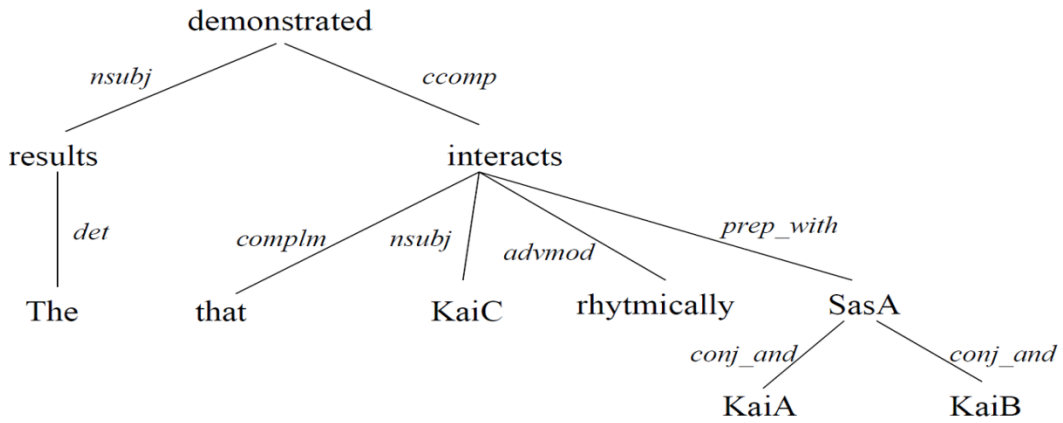 demonstrated
nsubj ccomp
results interacts
det complm nsubj advmod prep_with
The that KaiC rhytmically SasA
conj_and conj_and
KaiA KaiB